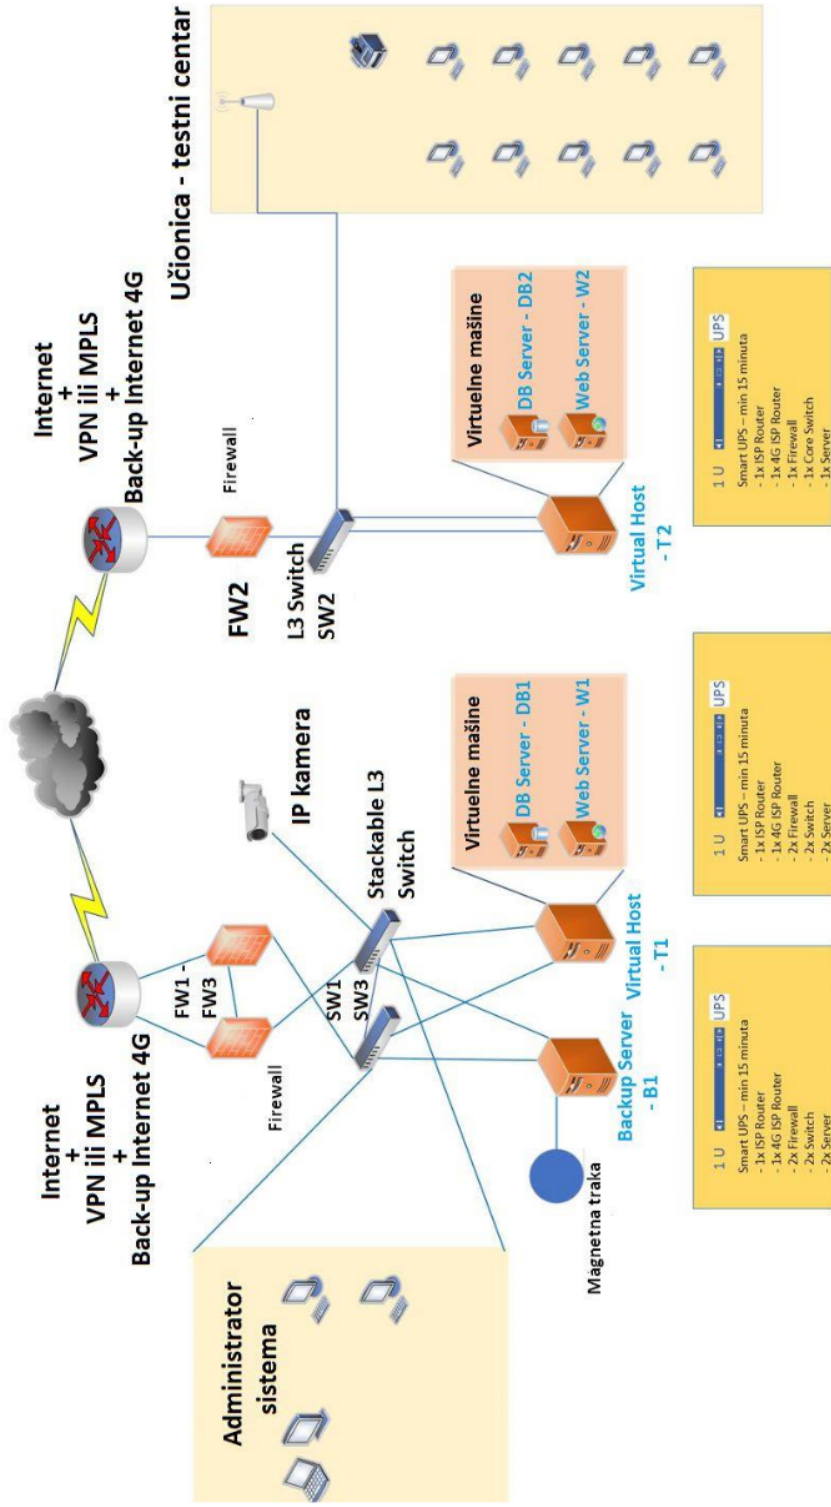 Internet
+
VPN ili MPLS
+
Back-up Internet 4G
Internet
+
VPN ili MPLS
+
Back-up Internet 4G
Učionica - testni centar
FW1 -
FW3
Firewall
IP kamera
FW2
Firewall
Administrator
sistema
SW1
SW3
Stackable L3
Switch
L3 Switch
SW2
Magnetna traka
Backup Server
- B1
Virtual Host
- T1
Virtuelne mašine
DB Server - DB1
Web Server - W1
Virtual Host
- T2
Virtuelne mašine
DB Server - DB2
Web Server - W2
1 U
UPS
Smart UPS – min 15 minuta
- 1x ISP Router
- 1x 4G ISP Router
- 2x Firewall
- 2x Switch
- 2x Server
1 U
UPS
Smart UPS – min 15 minuta
- 1x ISP Router
- 1x 4G ISP Router
- 2x Firewall
- 2x Switch
- 2x Server
1 U
UPS
Smart UPS – min 15 minuta
- 1x ISP Router
- 1x 4G ISP Router
- 1x Firewall
- 1x Core Switch
- 1x Server